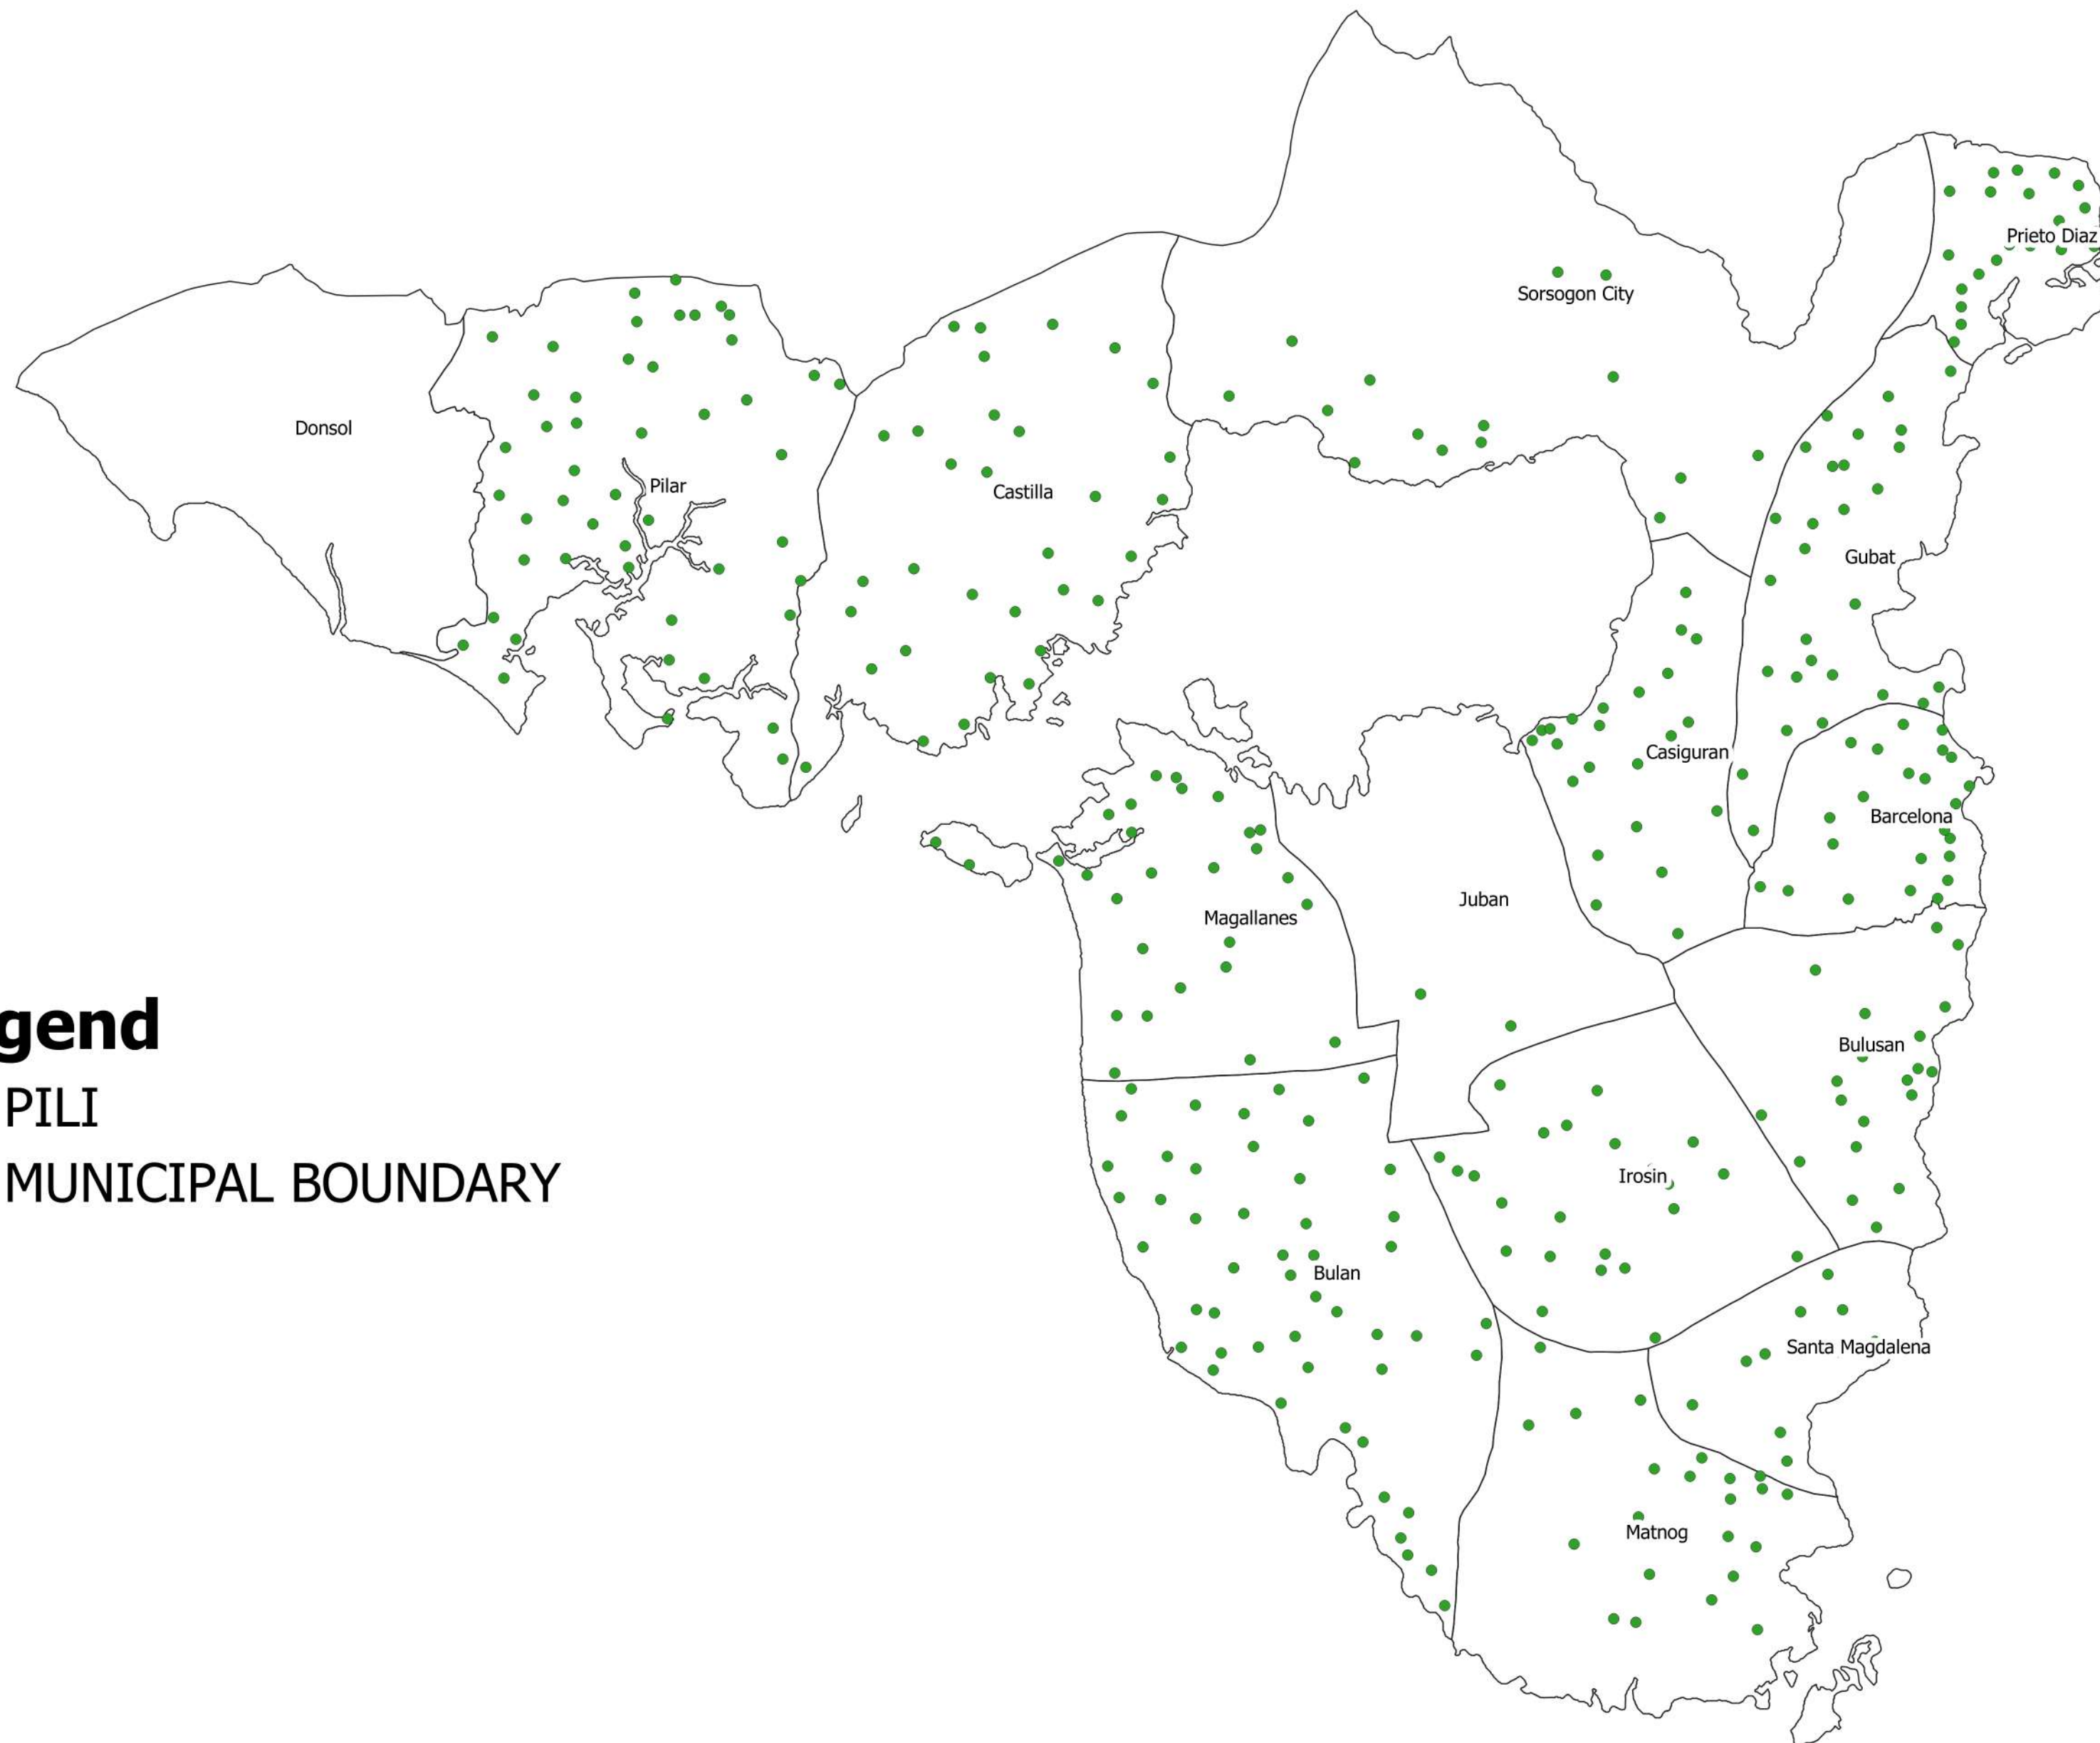 Prieto Diaz
Sorsogon City
Donsol
Pilar
Castilla
Gubat
Casiguran
Barcelona
Juban
Magallanes
gend
PILI
MUNICIPAL BOUNDARY
Bulusan
Irosin
Bulan
Santa Magdalena
Matnog